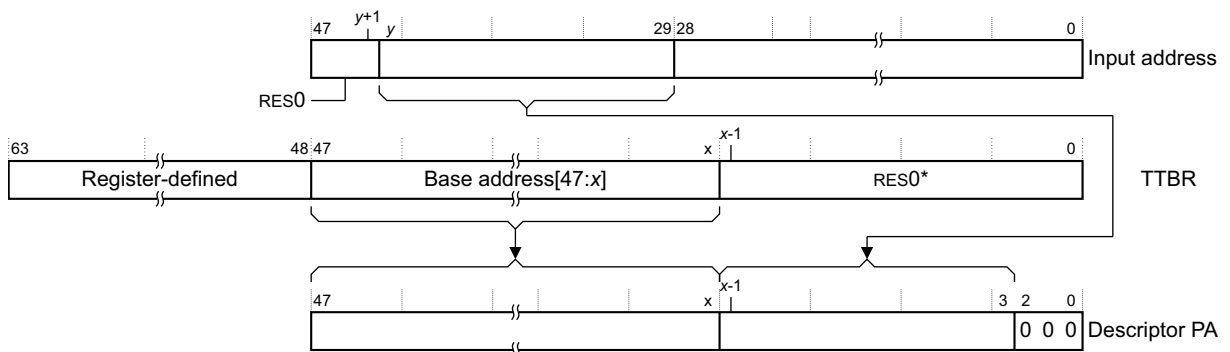 y+1
47 y 29 28 0
Input address
RES0
x-1
63 48 47 x 0
Register-defined Base address[47:x] RES0* TTBR
x-1
47 x 3 2 0
0 0 0 Descriptor PA